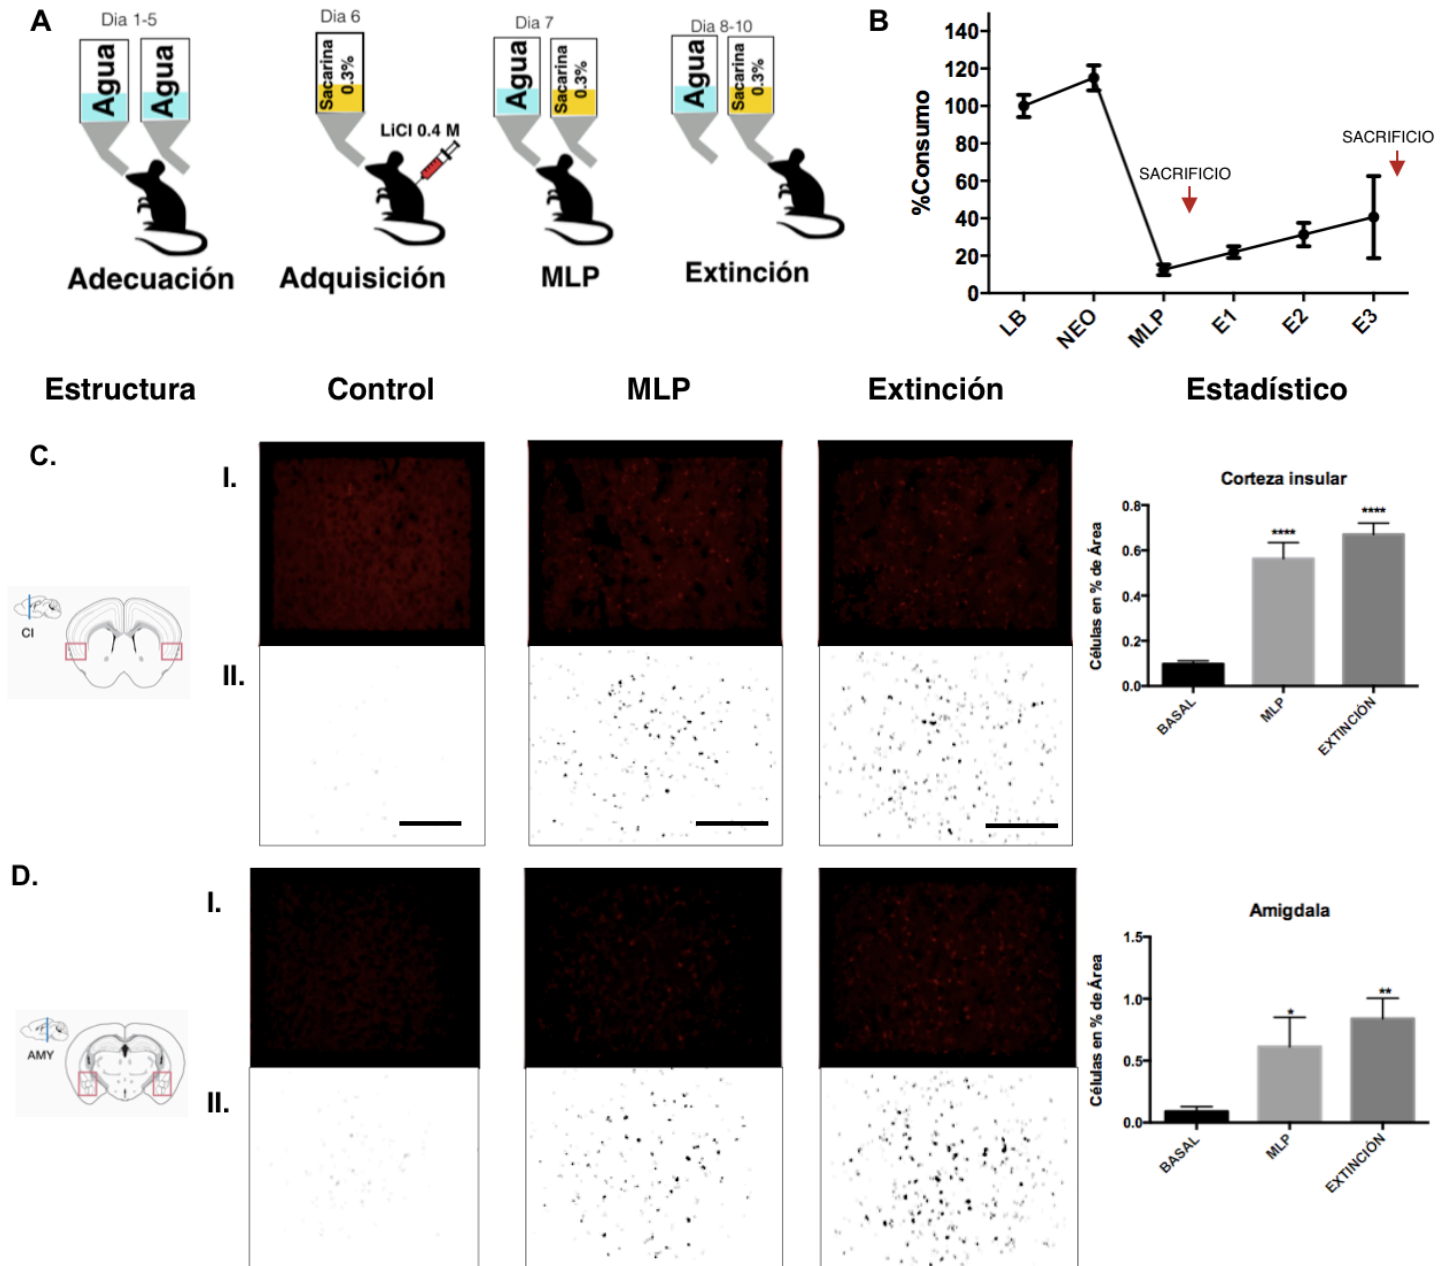 A
Dia 1-5
Agua
Agua
Adecuación
Dia 6
Sacarina
0.3%
LiCl 0.4 M
Adquisición
Dia 7
Agua
Sacarina
0.3%
MLP
Dia 8-10
Agua
Sacarina
0.3%
Extinción
B
%Consumo
140
120
100
80
60
40
20
0
SACRIFICIO
SACRIFICIO
LB
NEO
MLP
E1
E2
E3
Estructura
Control
MLP
Extinción
Estadístico
C.
I.
II.
CI
Corteza insular
Células en % de Área
0.8
0.6
0.4
0.2
0.0
****
****
BASAL
MLP
EXTINCIÓN
D.
I.
II.
AMY
Amigdala
Células en % de Área
1.5
1.0
0.5
0.0
*
**
BASAL
MLP
EXTINCIÓN